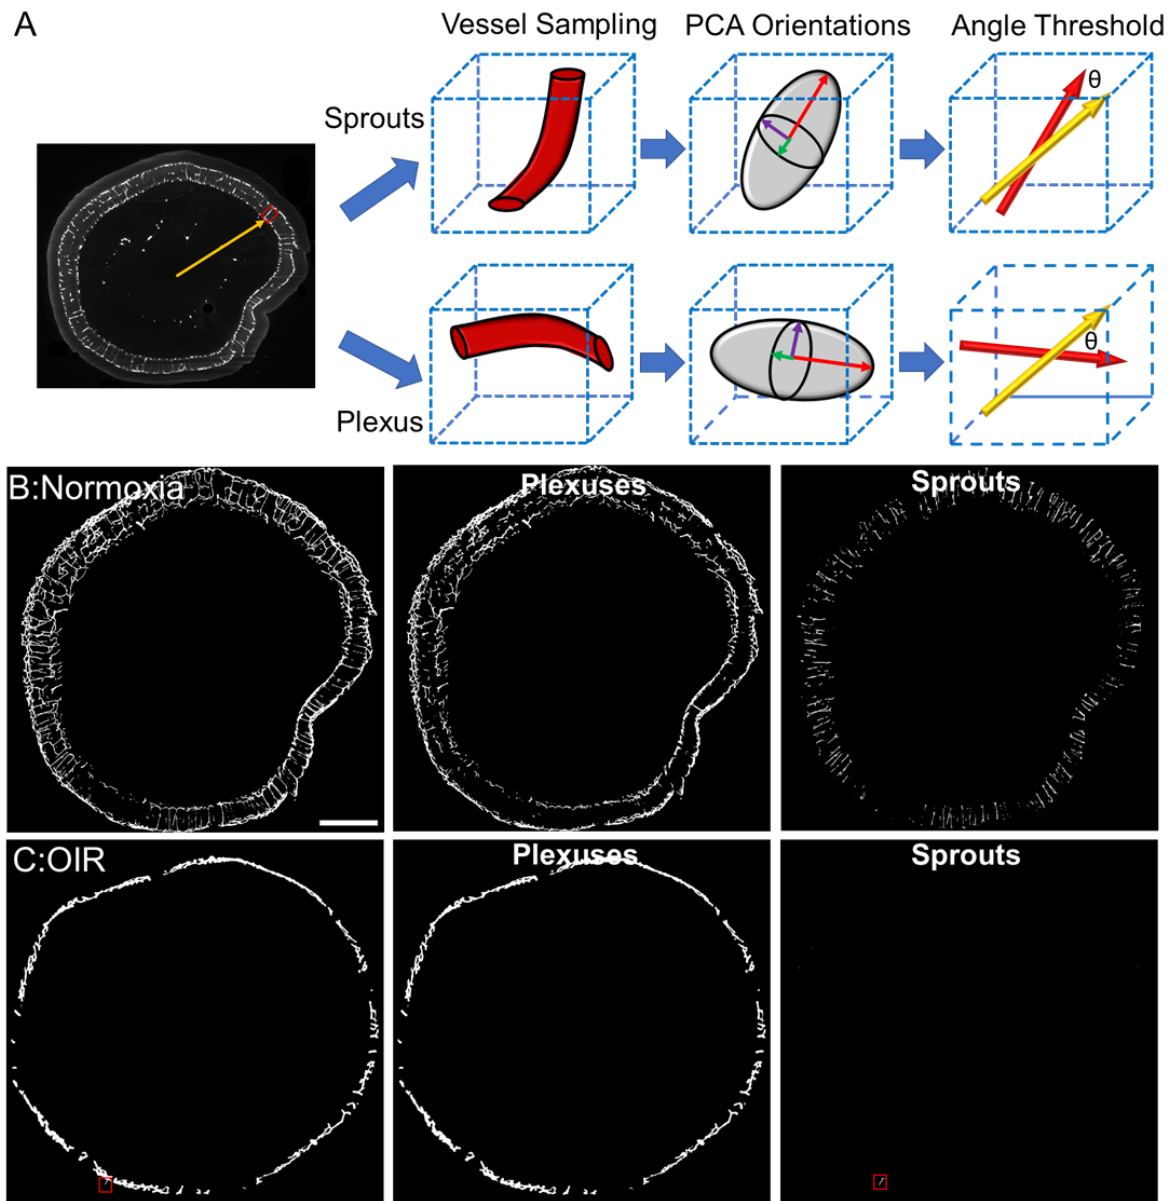 A
Vessel Sampling
PCA Orientations
Angle Threshold
Sprouts
θ
Plexus
θ
B:Normoxia
Plexuses
Sprouts
C:OIR
Plexuses
Sprouts